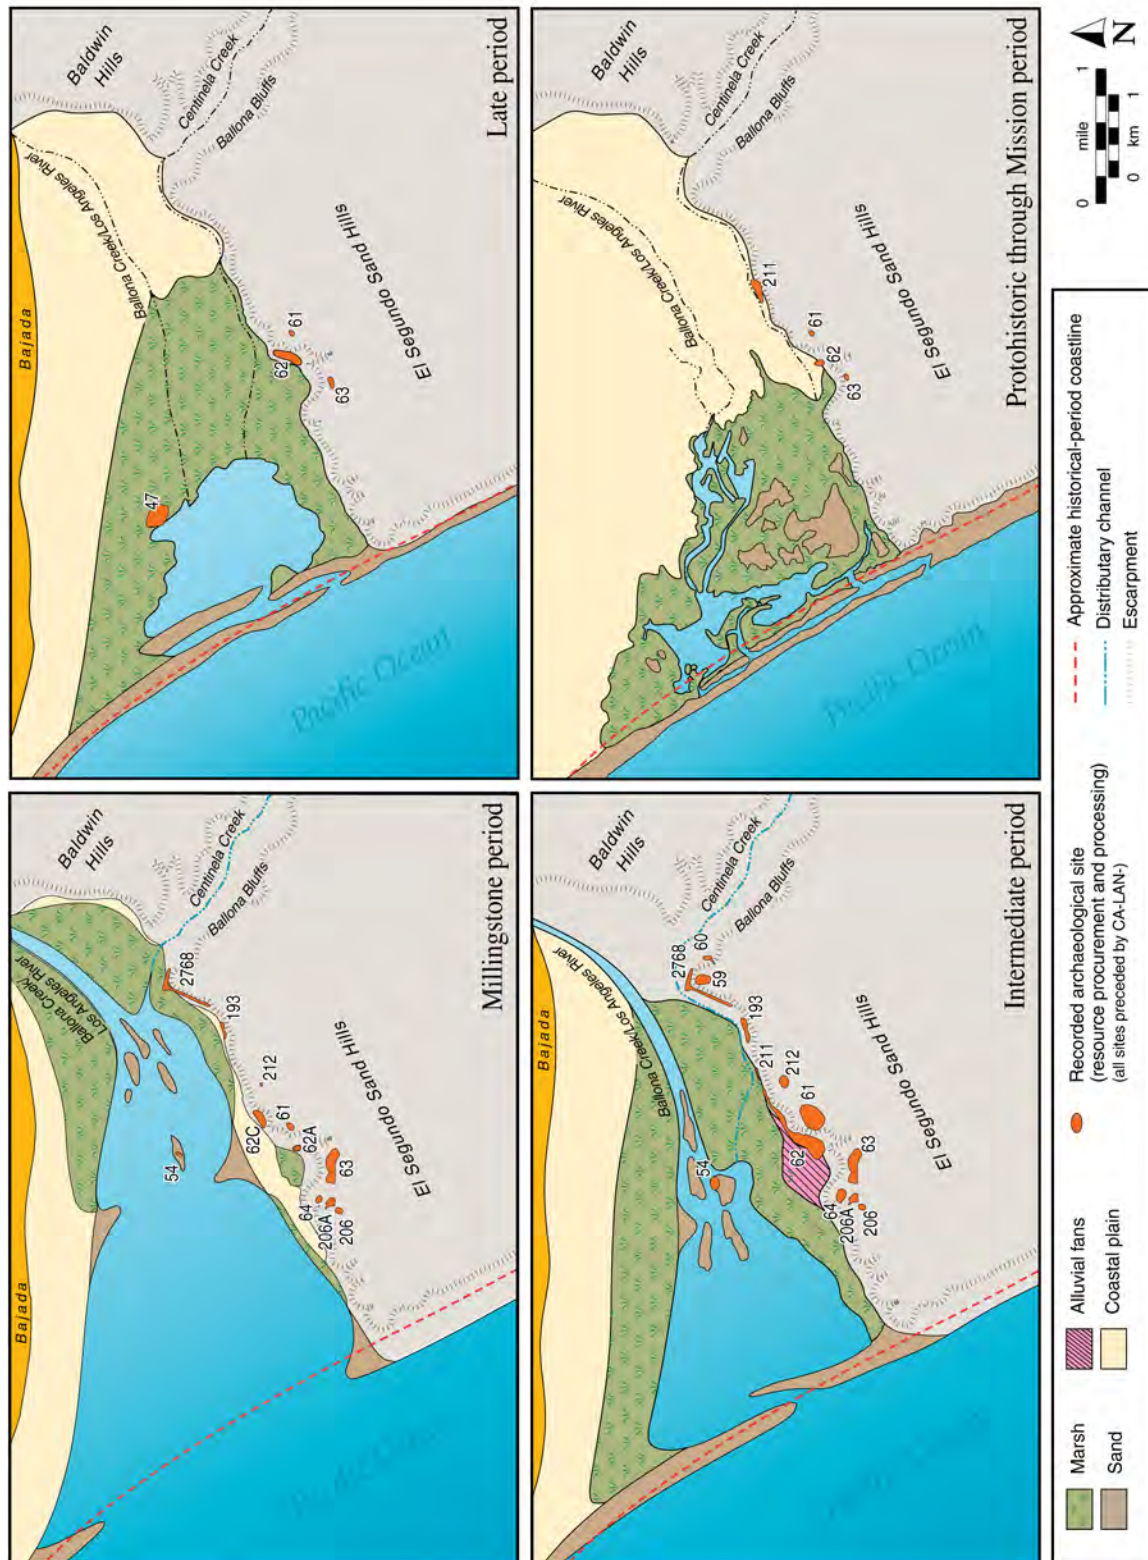 Bajada
Ballona Creek/
Los Angeles River
Baldwin
Hills
Centinela Creek
Ballona Bluffs
2768
193
54
212
62C
61
62A
63
64
206A
206
El Segundo Sand Hills
Millingstone period
Bajada
Ballona Creek/Los Angeles River
Baldwin
Hills
Centinela Creek
Ballona Bluffs
47
62
61
63
El Segundo Sand Hills
Pacific Ocean
Late period
Bajada
Ballona Creek/Los Angeles River
Baldwin
Hills
Centinela Creek
Ballona Bluffs
2768
60
59
193
211
212
54
61
62
63
64
206A
206
El Segundo Sand Hills
Intermediate period
Ballona Creek/Los Angeles River
Baldwin
Hills
Centinela Creek
Ballona Bluffs
211
61
62
63
El Segundo Sand Hills
Pacific Ocean
Protohistoric through Mission period
Marsh
Sand
Alluvial fans
Coastal plain
Recorded archaeological site
(resource procurement and processing)
(all sites preceded by CA-LAN-)
Approximate historical-period coastline
Distributary channel
Escarpment
0 mile 1
0 km 1
N